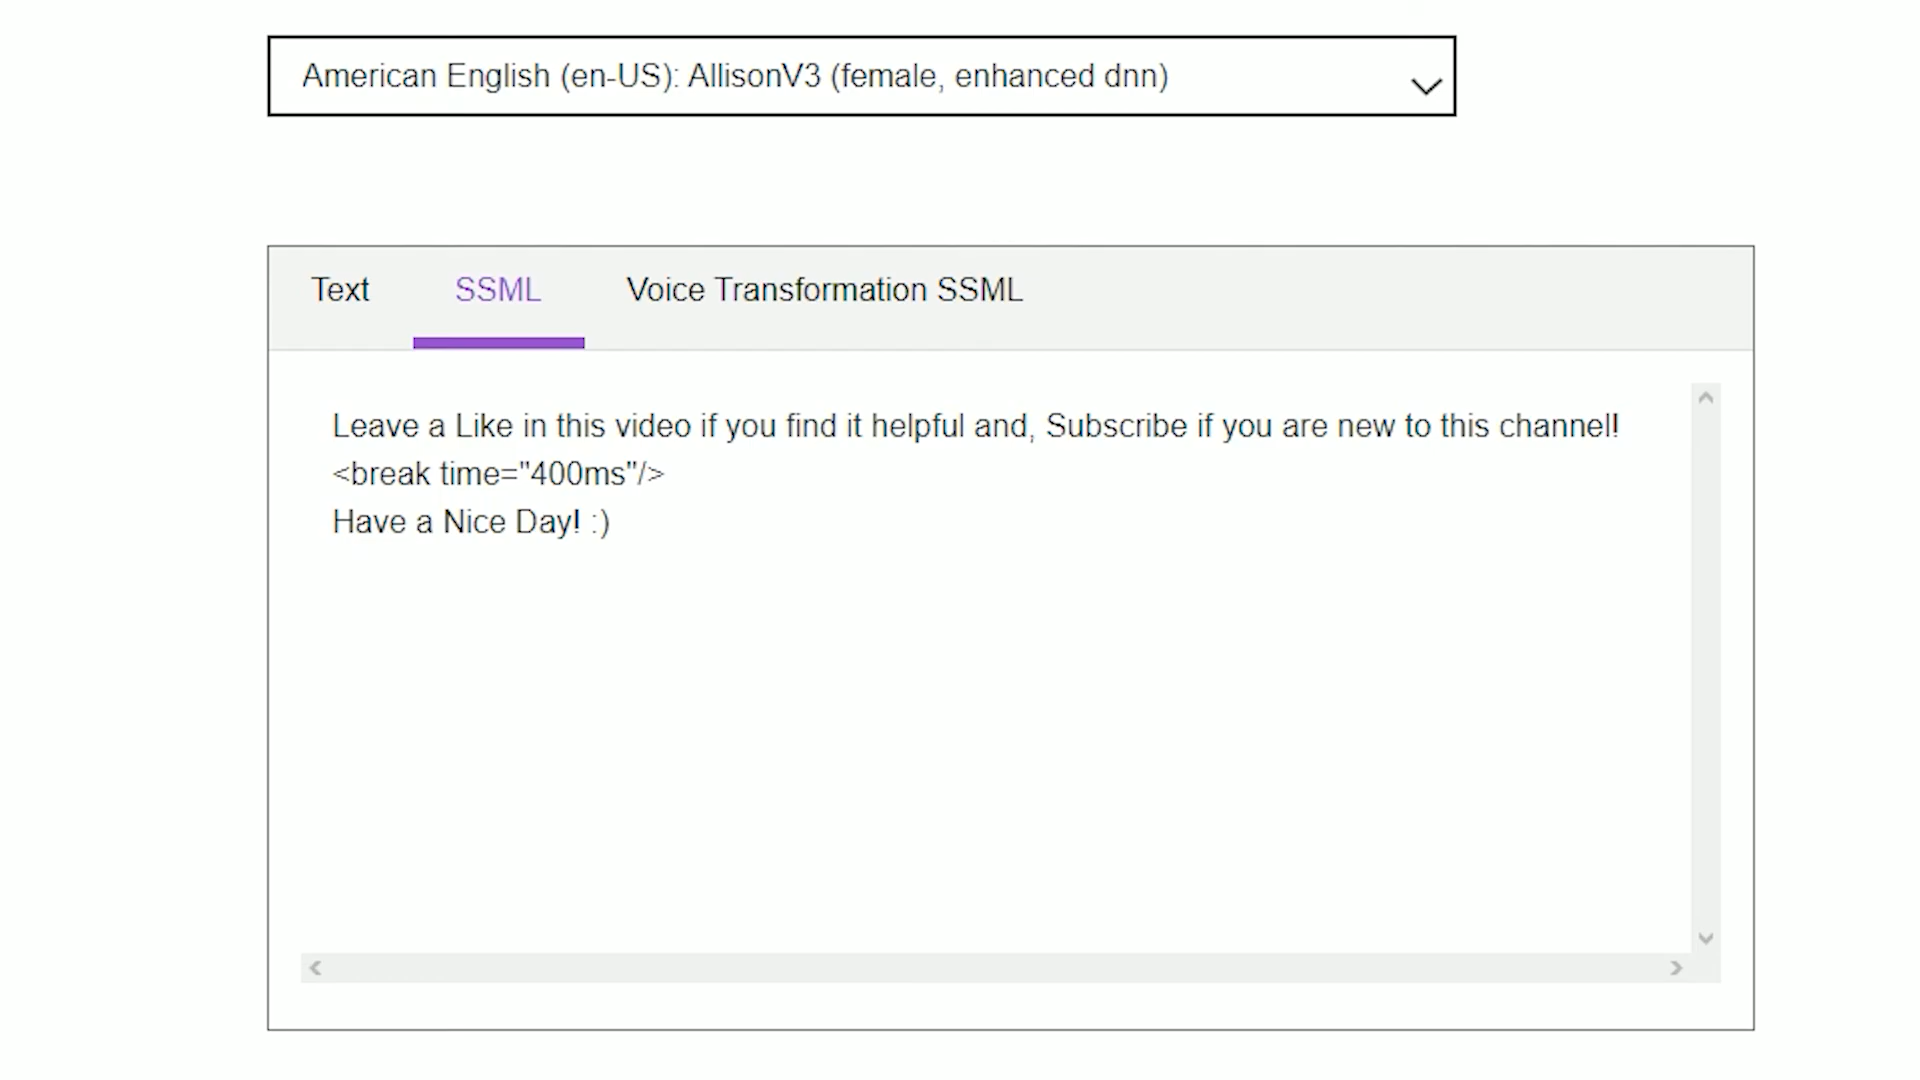 American English (en-US): AllisonV3 (female, enhanced dnn)
Text SSML Voice Transformation SSML
Leave a Like in this video if you find it helpful and, Subscribe if you are new to this channel!
<break time="400ms"/>
Have a Nice Day! :)